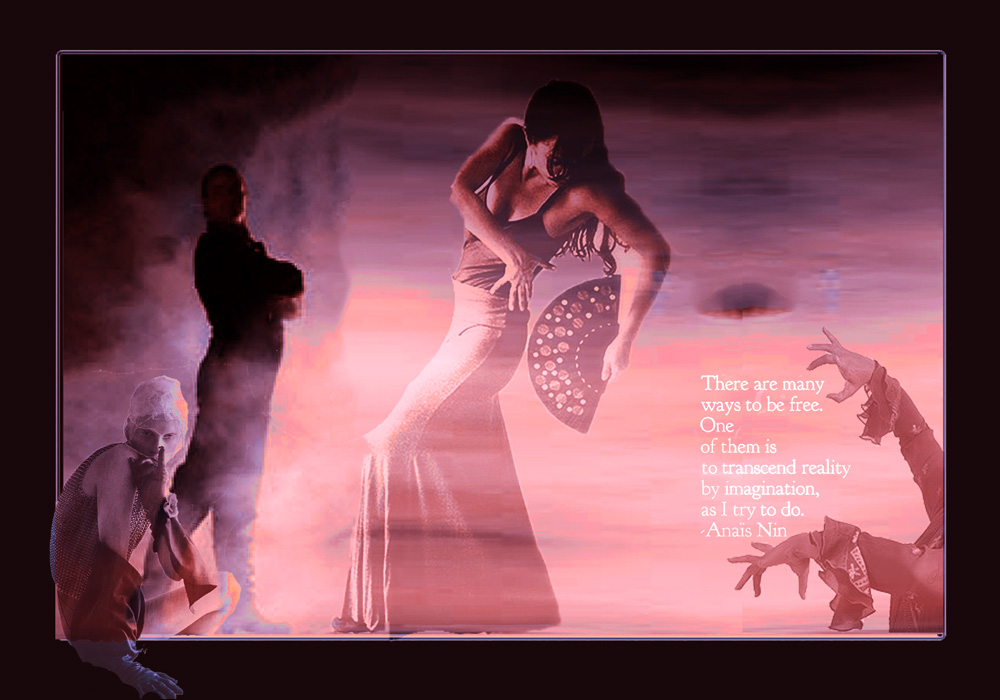 There are many
ways to be free.
One
of them is
to transcend reality
by imagination,
as I try to do.
-Anaïs Nin